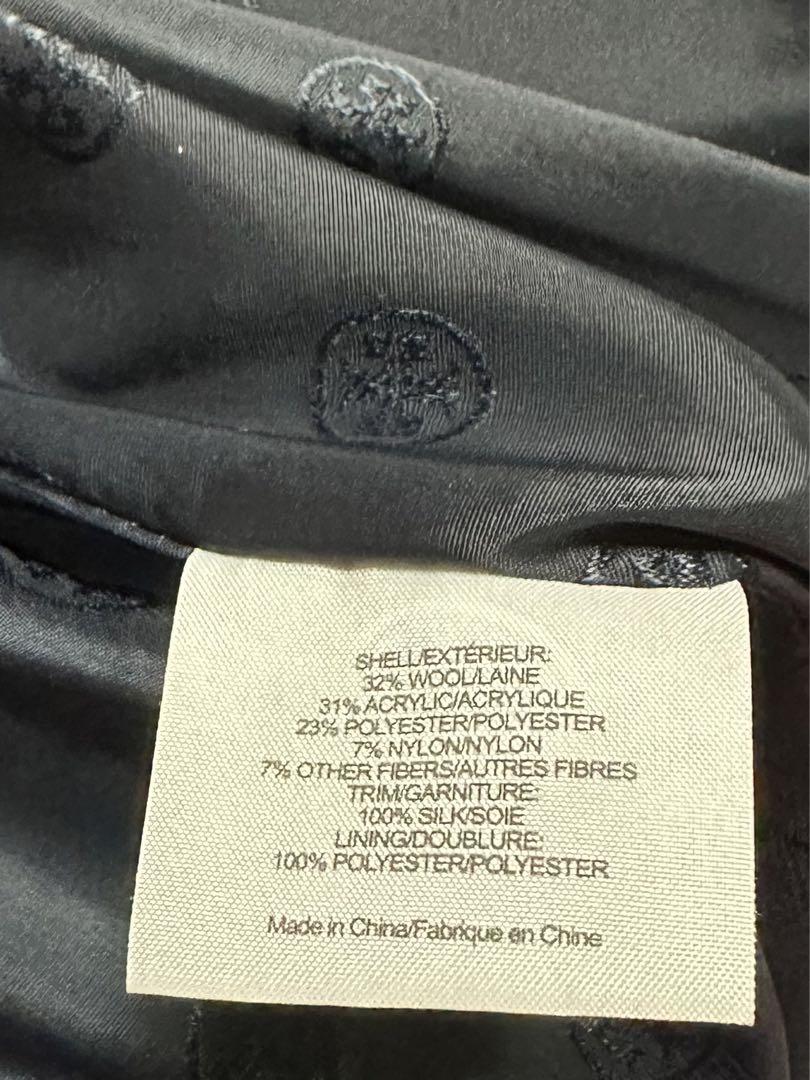 SHELL/EXTÉRIEUR:
32% WOOL/LAINE
31% ACRYLIC/ACRYLIQUE
23% POLYESTER/POLYESTER
7% NYLON/NYLON
7% OTHER FIBERS/AUTRES FIBRES
TRIM/GARNITURE:
100% SILK/SOIE
LINING/DOUBLURE:
100% POLYESTER/POLYESTER
Made in China/Fabrique en Chine